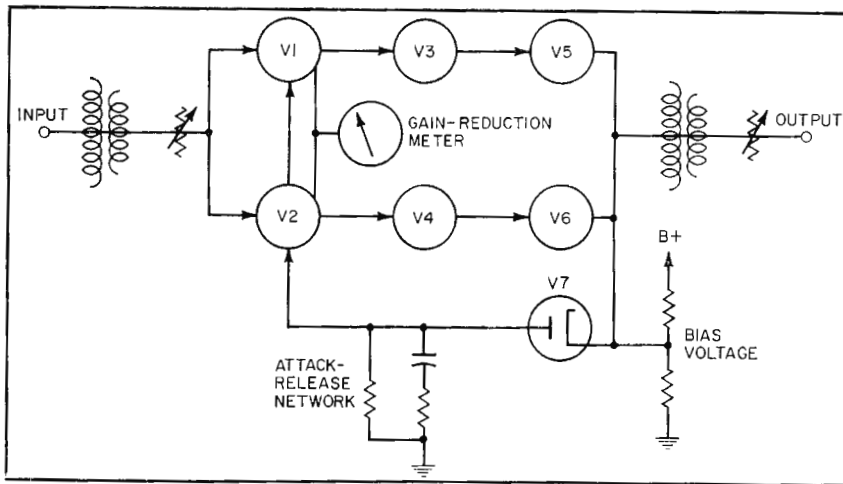 V1
V3
V5
INPUT
GAIN-REDUCTION
METER
OUTPUT
V2
V4
V6
B+
V7
BIAS
VOLTAGE
ATTACK-
RELEASE
NETWORK